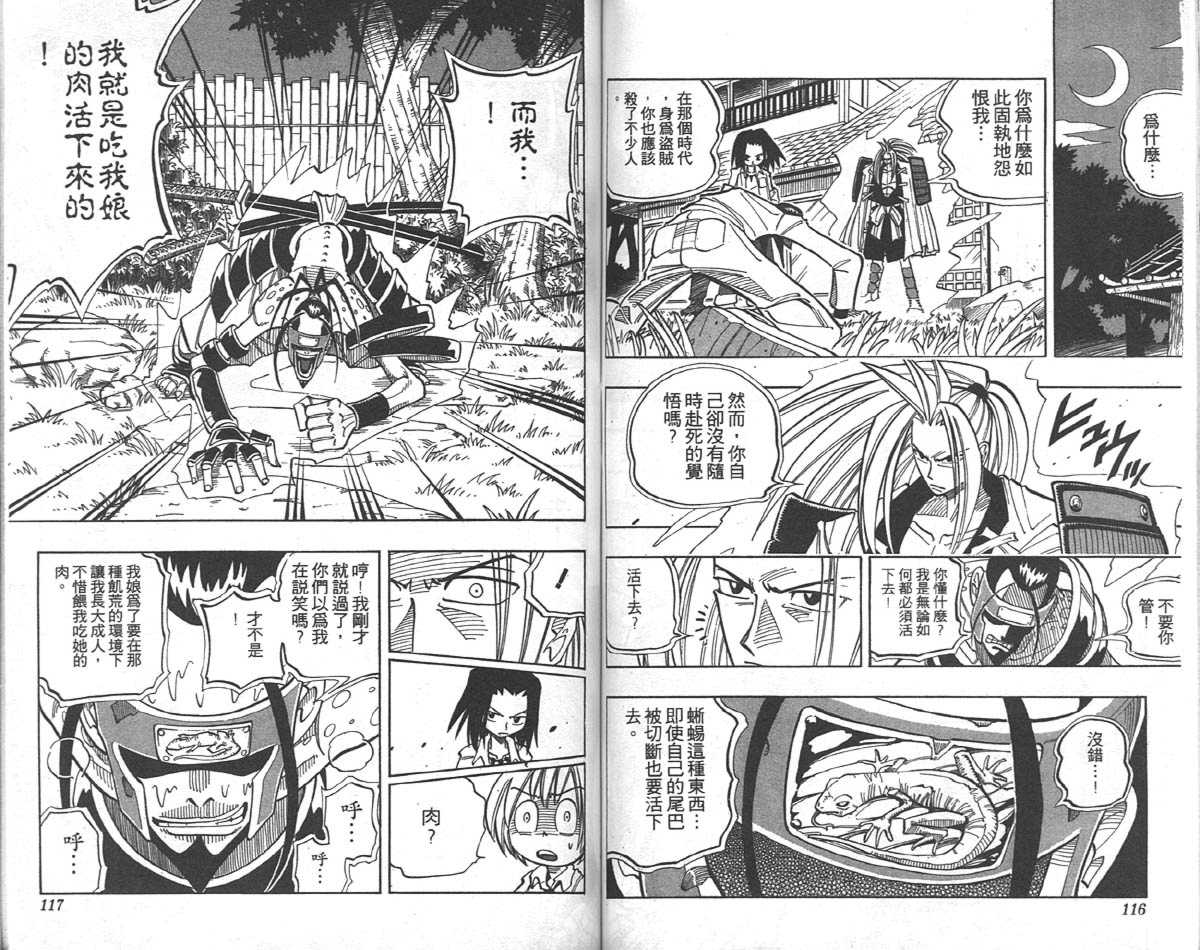 爲什麼…
你爲什麼如
此固執地怨
恨我…
在那個時代
，身爲盜賊
，你也應該
殺了不少人
。
ヒュウッ
然而，你自
己卻沒有隨
時赴死的覺
悟嗎？
不要你
管！
你懂什麼？
我是無論如
何都必須活
下去！
活下去？
沒錯…！
蜥蜴這種東西…
即使自己的尾巴
被切斷也要活下
去。
116
而我…
！
我就是吃我娘
的肉活下來的
！
！
肉？
哼！我剛才
就說過了，
你們以爲我
在說笑嗎？
才不是
！
我娘爲了要在那
種飢荒的環境下
讓我長大成人，
不惜餵我吃她的
肉。
呼…
呼…
呼…
117